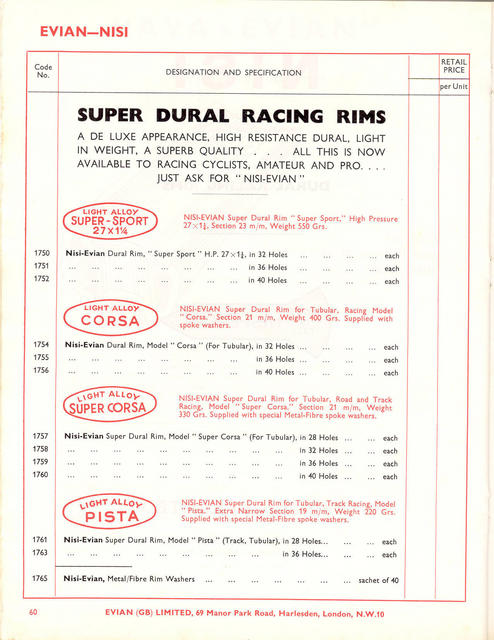 EVIAN—NISI
Code
No.
DESIGNATION AND SPECIFICATION
RETAIL
PRICE
per Unit
SUPER DURAL RACING RIMS
A DE LUXE APPEARANCE, HIGH RESISTANCE DURAL, LIGHT
IN WEIGHT, A SUPERB QUALITY . . . ALL THIS IS NOW
AVAILABLE TO RACING CYCLISTS, AMATEUR AND PRO. . . .
JUST ASK FOR "NISI-EVIAN"
LIGHT ALLOY
SUPER-SPORT
27x1¼
NISI-EVIAN Super Dural Rim "Super Sport," High Pressure
27×1¼, Section 23 m/m, Weight 550 Grs.
1750 Nisi-Evian Dural Rim, "Super Sport" H.P. 27×1¼, in 32 Holes ... ... ... each
1751 ... ... ... ... ... ... ... in 36 Holes ... ... ... each
1752 ... ... ... ... ... ... ... in 40 Holes ... ... ... each
LIGHT ALLOY
CORSA
NISI-EVIAN Super Dural Rim for Tubular, Racing Model
"Corsa." Section 21 m/m, Weight 400 Grs. Supplied with
spoke washers.
1754 Nisi-Evian Dural Rim, Model "Corsa" (For Tubular), in 32 Holes ... ... ... each
1755 ... ... ... ... ... ... ... in 36 Holes ... ... ... each
1756 ... ... ... ... ... ... ... in 40 Holes ... ... ... each
LIGHT ALLOY
SUPER CORSA
NISI-EVIAN Super Dural Rim for Tubular, Road and Track
Racing, Model "Super Corsa." Section 21 m/m, Weight
330 Grs. Supplied with special Metal-Fibre spoke washers.
1757 Nisi-Evian Super Dural Rim, Model "Super Corsa" (For Tubular), in 28 Holes ... ... each
1758 ... ... ... ... ... ... ... ... ... in 32 Holes ... ... each
1759 ... ... ... ... ... ... ... ... ... in 36 Holes ... ... each
1760 ... ... ... ... ... ... ... ... ... in 40 Holes ... ... each
LIGHT ALLOY
PISTA
NISI-EVIAN Super Dural Rim for Tubular, Track Racing, Model
"Pista." Extra Narrow Section 19 m/m, Weight 220 Grs.
Supplied with special Metal-Fibre spoke washers.
1761 Nisi-Evian Super Dural Rim, Model "Pista" (Track, Tubular), in 28 Holes... ... ... each
1763 ... ... ... ... ... ... ... ... in 36 Holes... ... ... each
1765 Nisi-Evian, Metal/Fibre Rim Washers ... ... ... ... ... ... ... sachet of 40
60
EVIAN (GB) LIMITED, 69 Manor Park Road, Harlesden, London, N.W.10